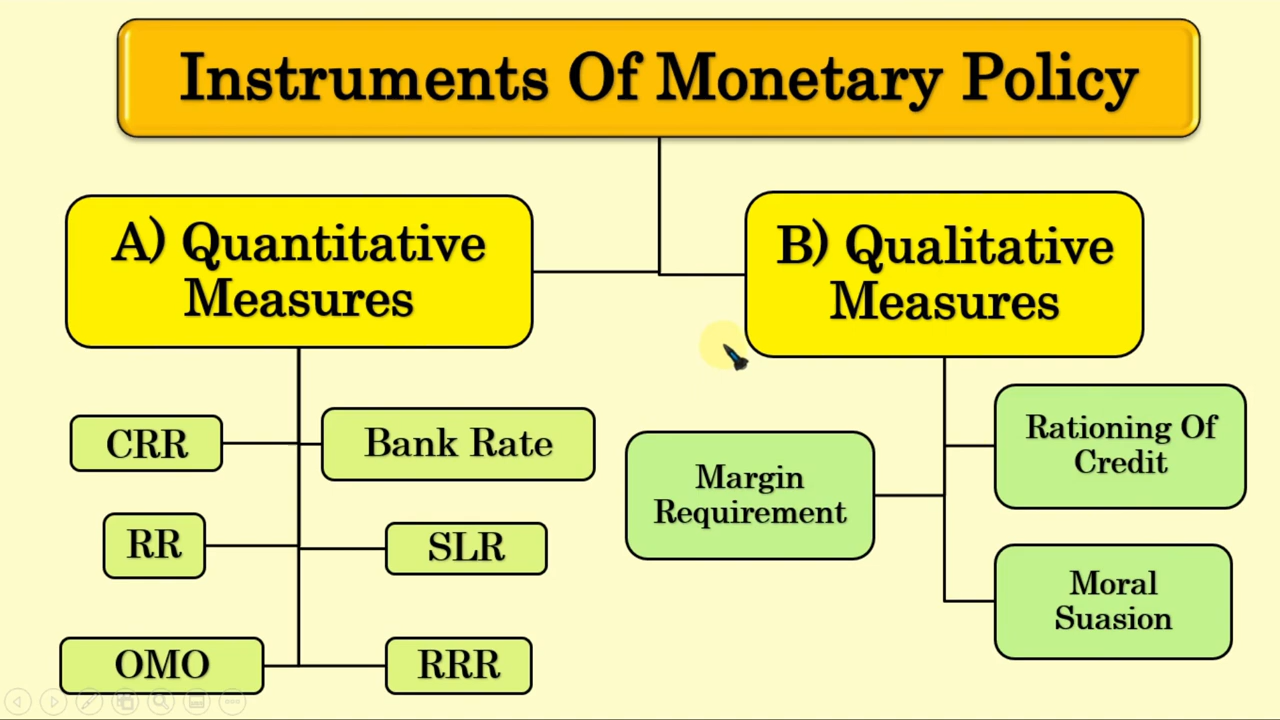 Instruments Of Monetary Policy
A) Quantitative
Measures
B) Qualitative
Measures
CRR
Bank Rate
RR
SLR
OMO
RRR
Margin
Requirement
Rationing Of
Credit
Moral
Suasion